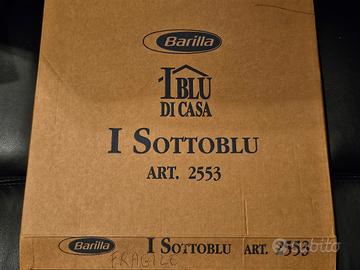 Barilla
I BLU
DI CASA
I SOTTOBLU
ART. 2553
Barilla I SOTTOBLU ART. 2553
FRAGILE
subito